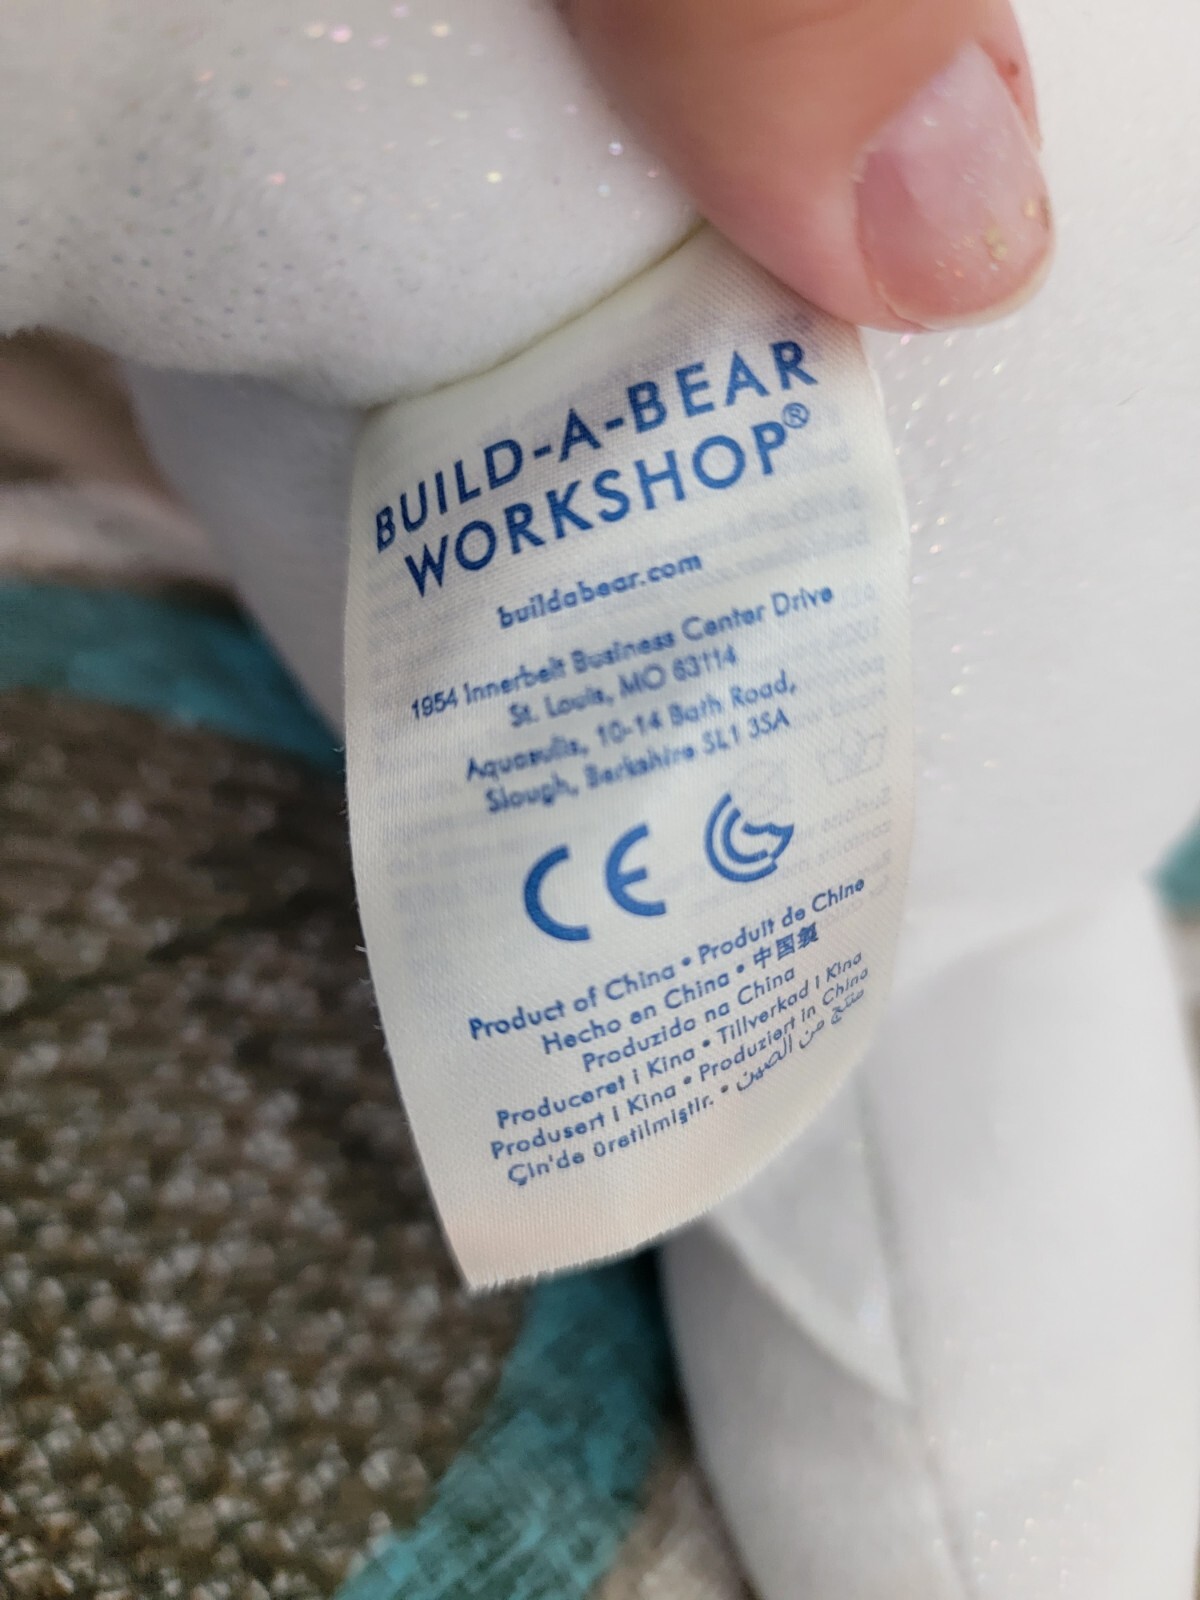 BUILD-A-BEAR
WORKSHOP®
buildabear.com
1954 Innerbelt Business Center Drive
St. Louis, MO 63114
Aquasulis, 10-14 Bath Road,
Slough, Berkshire SL1 3SA
CE
Product of China • Produit de Chine
Hecho en China • 中国製
Produzido na China
Produceret i Kina • Tillverkad i Kina
Produsert i Kina • Produziert in China
Çin'de üretilmiştir. • منتج من الصين